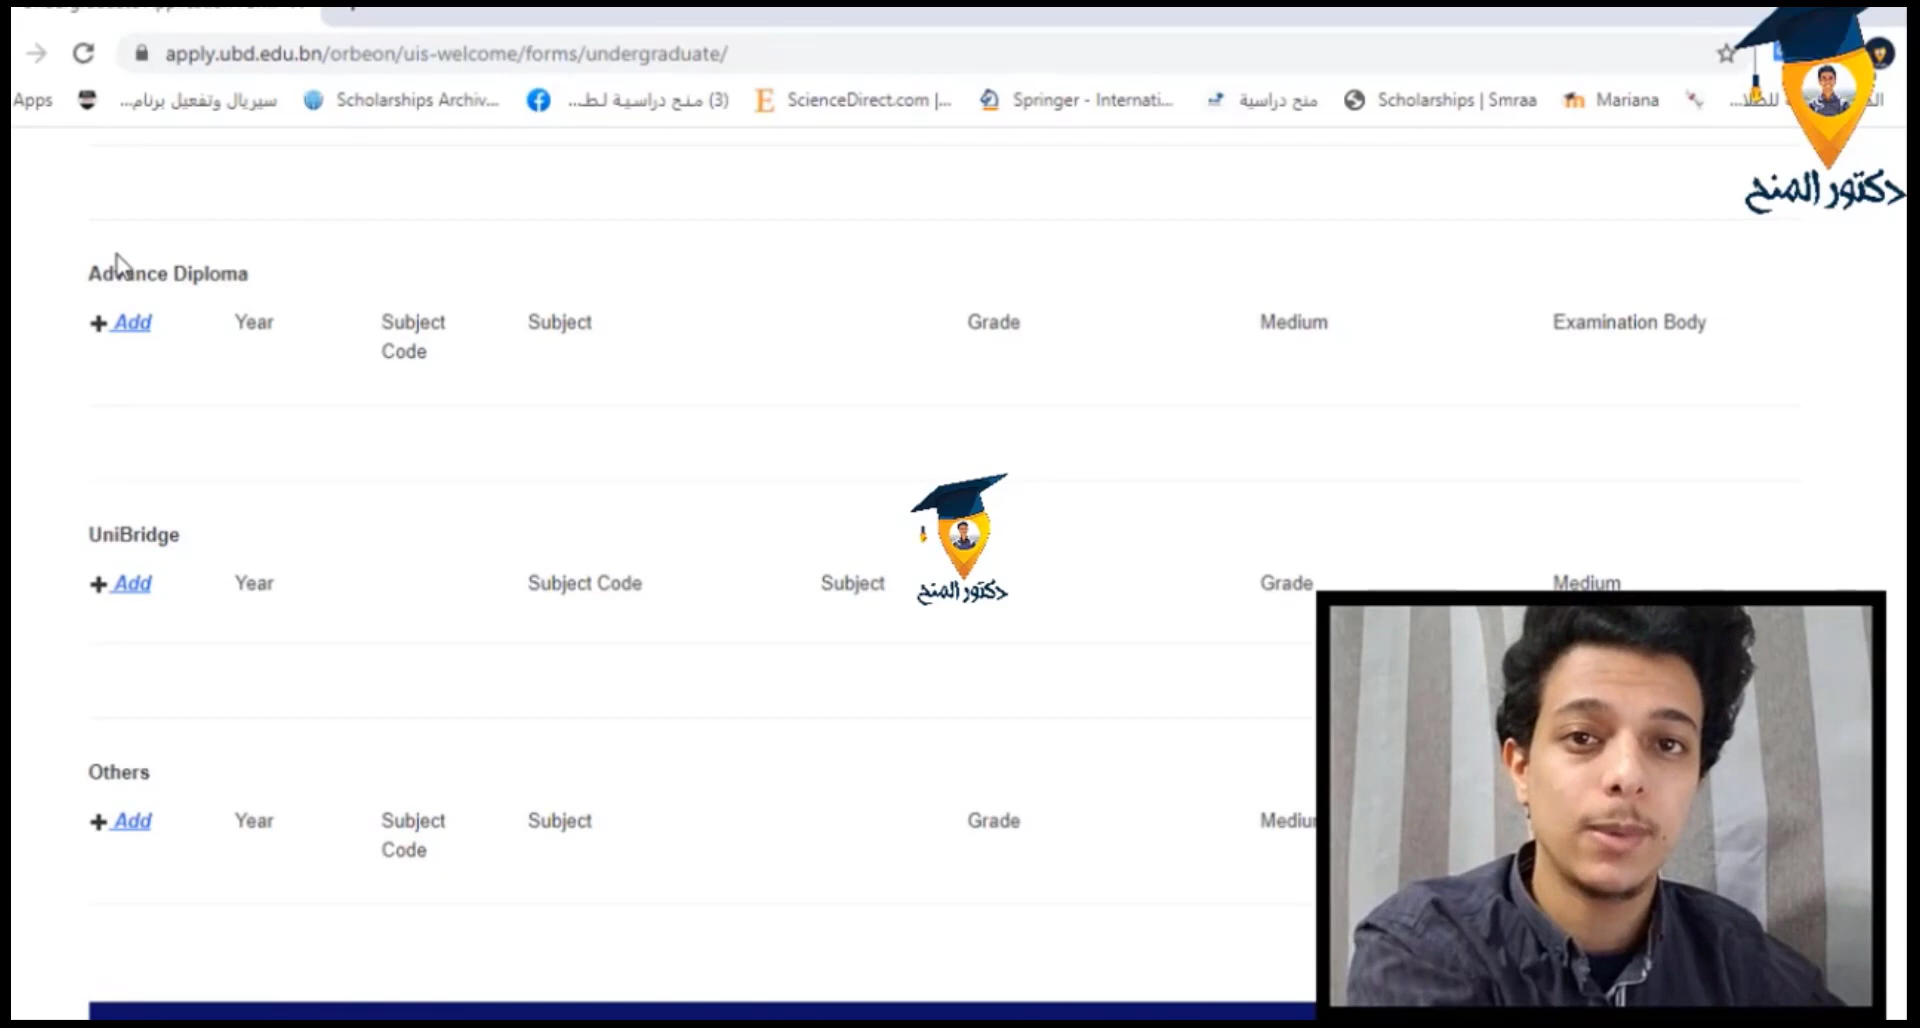 apply.ubd.edu.bn/orbeon/uis-welcome/forms/undergraduate/
Apps ...سيريال وتفعيل برنام Scholarships Archiv... ...منح دراسية لط (3) ScienceDirect.com |... Springer - Internati... منح دراسية Scholarships | Smraa Mariana
دكتور المنح
Advance Diploma
Add Year Subject Code Subject Grade Medium Examination Body
دكتور المنح
UniBridge
Add Year Subject Code Subject Grade Medium
Others
Add Year Subject Code Subject Grade